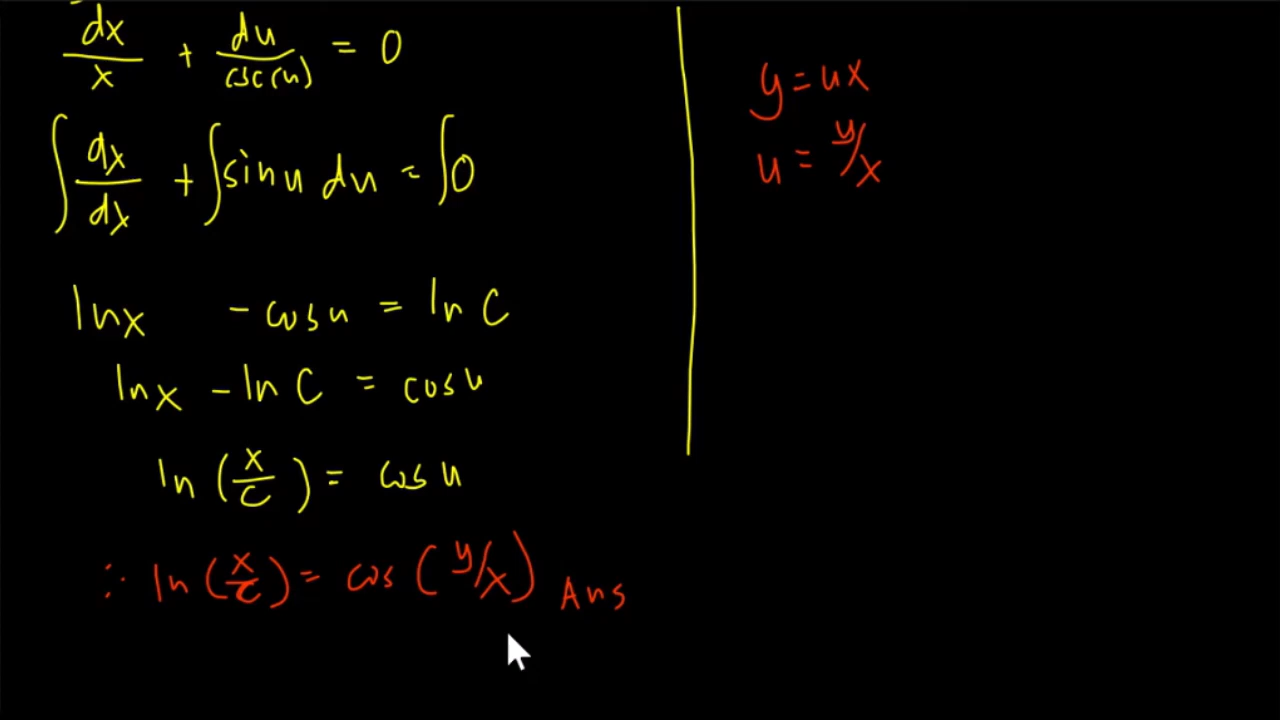 dx/x + du/csc(u) = 0
∫ dx/dx + ∫ sin u du = ∫ 0
ln x - cos u = ln C
ln x - ln C = cos u
ln (x/C) = cos u
∴ ln (x/C) = cos (y/x) Ans
y = ux
u = y/x